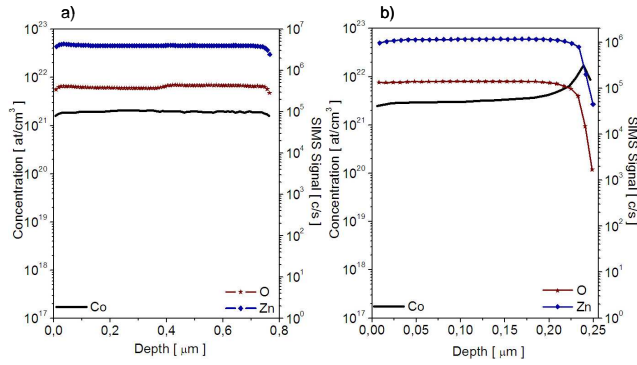 a)
b)
Concentration [ at/cm³ ]
10²³
10²²
10²¹
10²⁰
10¹⁹
10¹⁸
10¹⁷
10⁷
10⁶
10⁵
10⁴
10³
10²
10¹
10⁰
SIMS Signal [ c/s ]
Co
O
Zn
0,0 0,2 0,4 0,6 0,8
Depth [ µm ]
Concentration [ at/cm³ ]
10²³
10²²
10²¹
10²⁰
10¹⁹
10¹⁸
10¹⁷
10⁶
10⁵
10⁴
10³
10²
10¹
10⁰
SIMS Signal [ c/s ]
Co
O
Zn
0,00 0,05 0,10 0,15 0,20 0,25
Depth [ µm ]